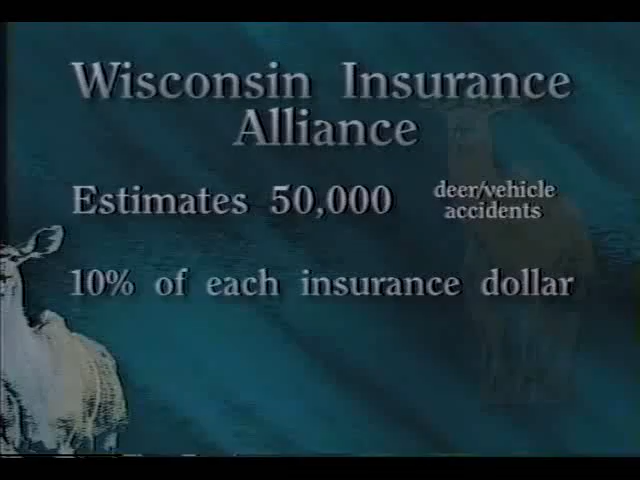 Wisconsin Insurance
Alliance
Estimates 50,000 deer/vehicle
accidents
10% of each insurance dollar